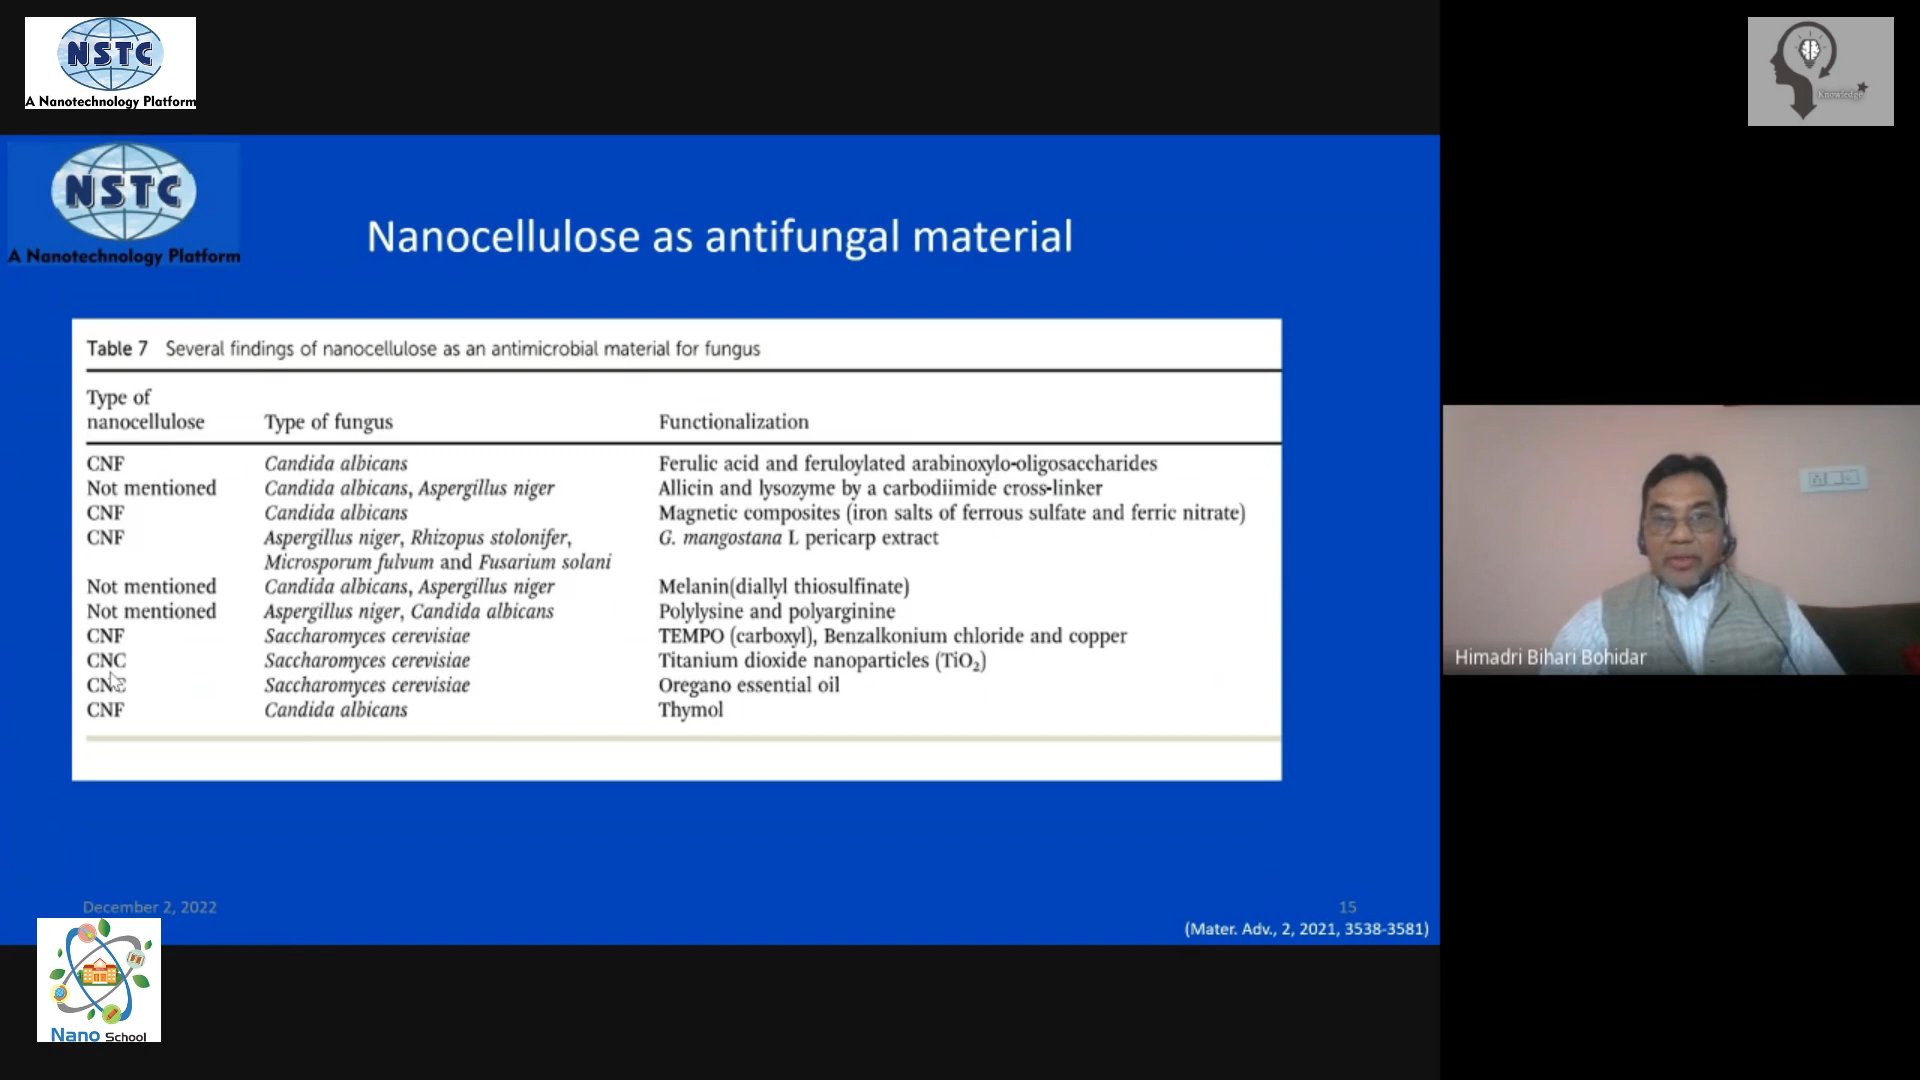 NSTC
A Nanotechnology Platform
Knowledge
NSTC
A Nanotechnology Platform
Nanocellulose as antifungal material
Table 7 Several findings of nanocellulose as an antimicrobial material for fungus
Type of
nanocellulose Type of fungus Functionalization
CNF Candida albicans Ferulic acid and feruloylated arabinoxylo-oligosaccharides
Not mentioned Candida albicans, Aspergillus niger Allicin and lysozyme by a carbodiimide cross-linker
CNF Candida albicans Magnetic composites (iron salts of ferrous sulfate and ferric nitrate)
CNF Aspergillus niger, Rhizopus stolonifer, G. mangostana L pericarp extract
Microsporum fulvum and Fusarium solani
Not mentioned Candida albicans, Aspergillus niger Melanin(diallyl thiosulfinate)
Not mentioned Aspergillus niger, Candida albicans Polylysine and polyarginine
CNF Saccharomyces cerevisiae TEMPO (carboxyl), Benzalkonium chloride and copper
CNC Saccharomyces cerevisiae Titanium dioxide nanoparticles (TiO₂)
Saccharomyces cerevisiae Oregano essential oil
CNF Candida albicans Thymol
Himadri Bihari Bohidar
December 2, 2022
15
(Mater. Adv., 2, 2021, 3538-3581)
Nano School